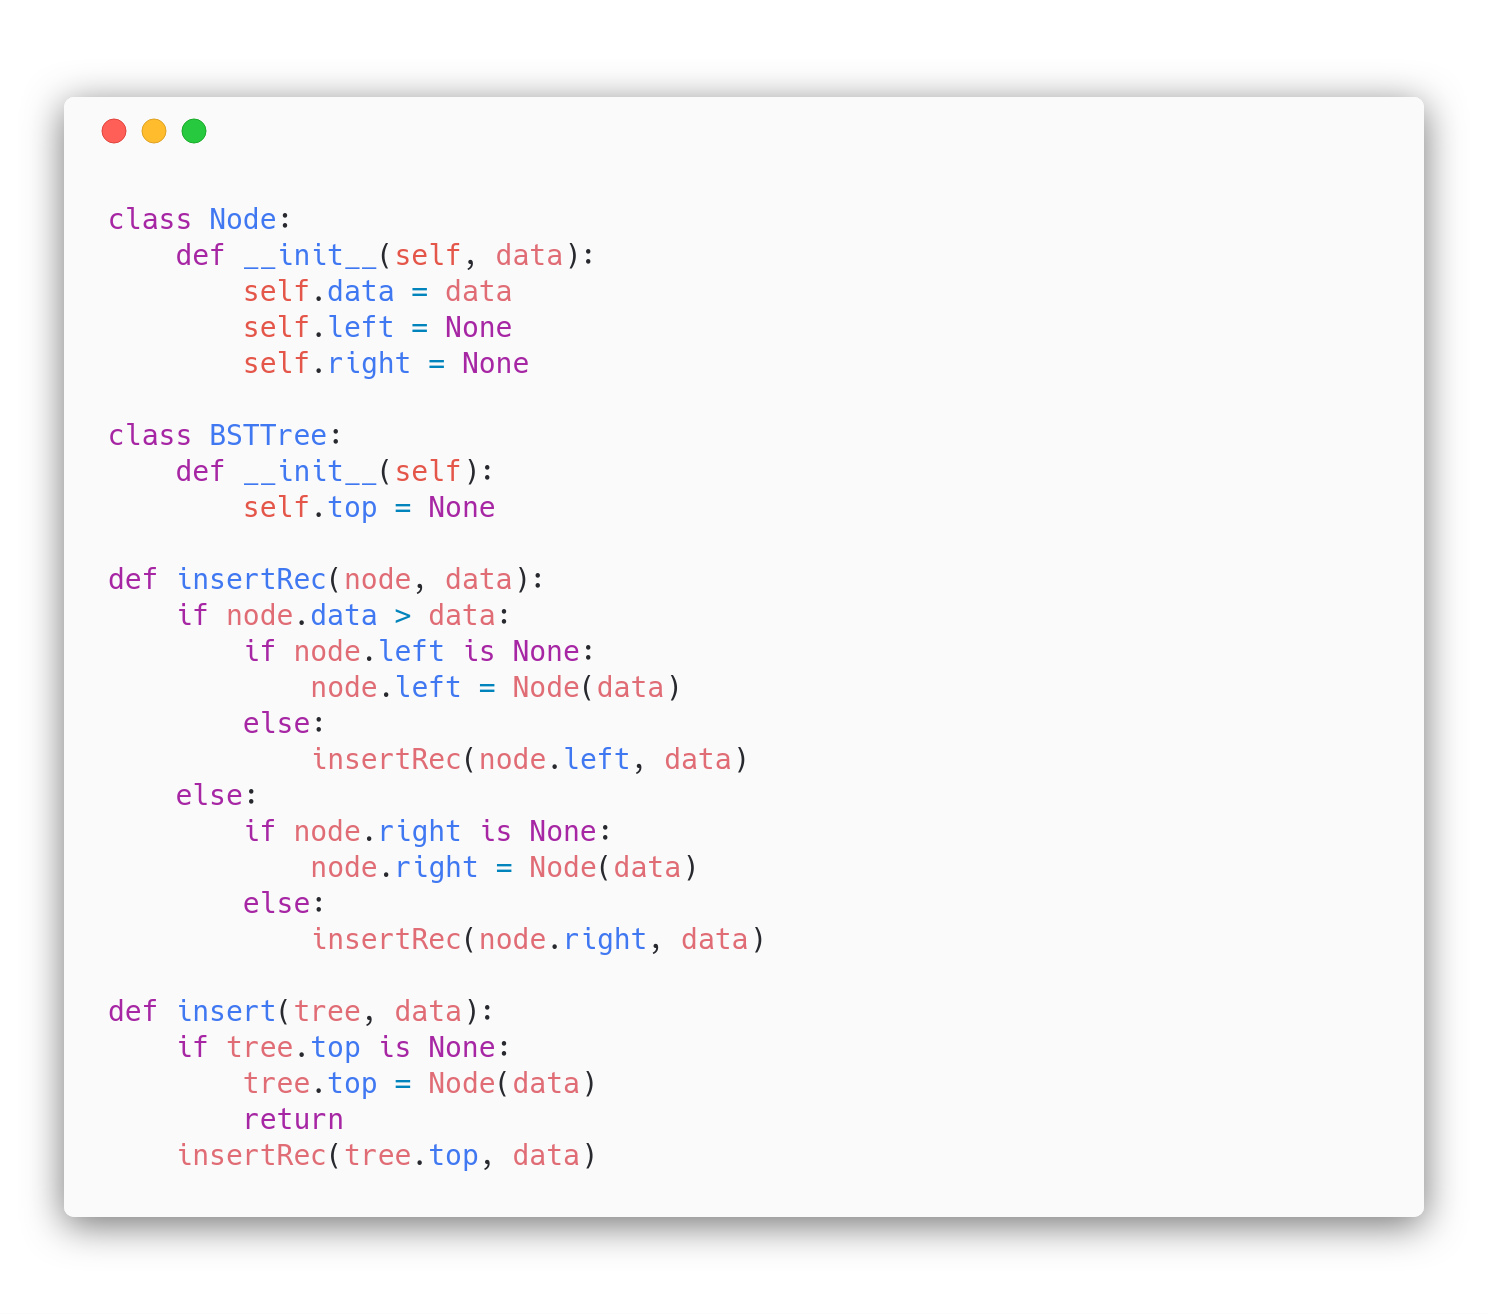 class Node:
    def __init__(self, data):
        self.data = data
        self.left = None
        self.right = None

class BSTTree:
    def __init__(self):
        self.top = None

def insertRec(node, data):
    if node.data > data:
        if node.left is None:
            node.left = Node(data)
        else:
            insertRec(node.left, data)
    else:
        if node.right is None:
            node.right = Node(data)
        else:
            insertRec(node.right, data)

def insert(tree, data):
    if tree.top is None:
        tree.top = Node(data)
        return
    insertRec(tree.top, data)